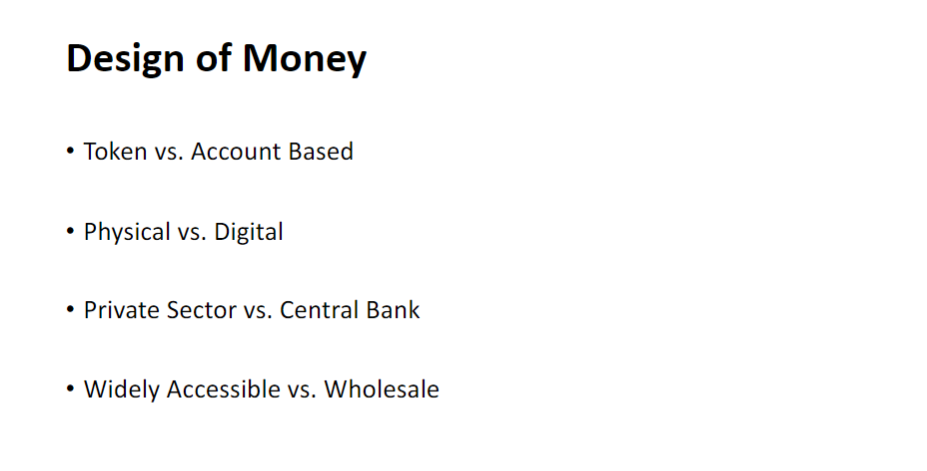 Design of Money
• Token vs. Account Based
• Physical vs. Digital
• Private Sector vs. Central Bank
• Widely Accessible vs. Wholesale